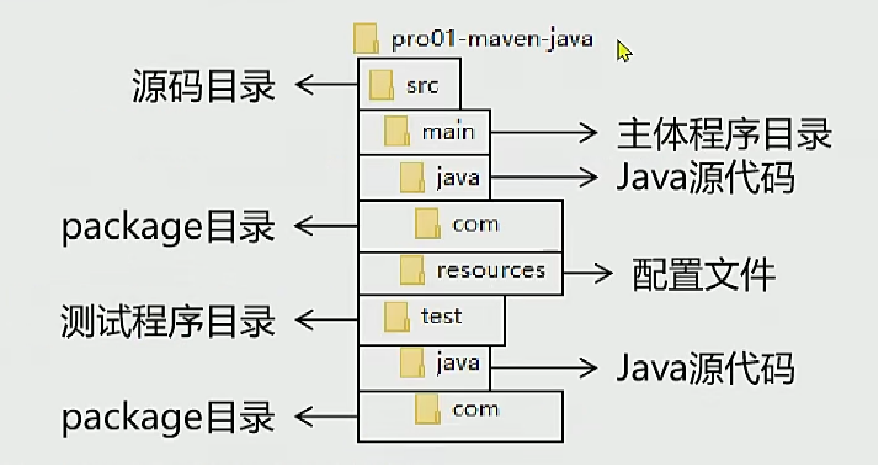 pro01-maven-java
源码目录 src
main 主体程序目录
java Java源代码
package目录 com
resources 配置文件
测试程序目录 test
java Java源代码
package目录 com